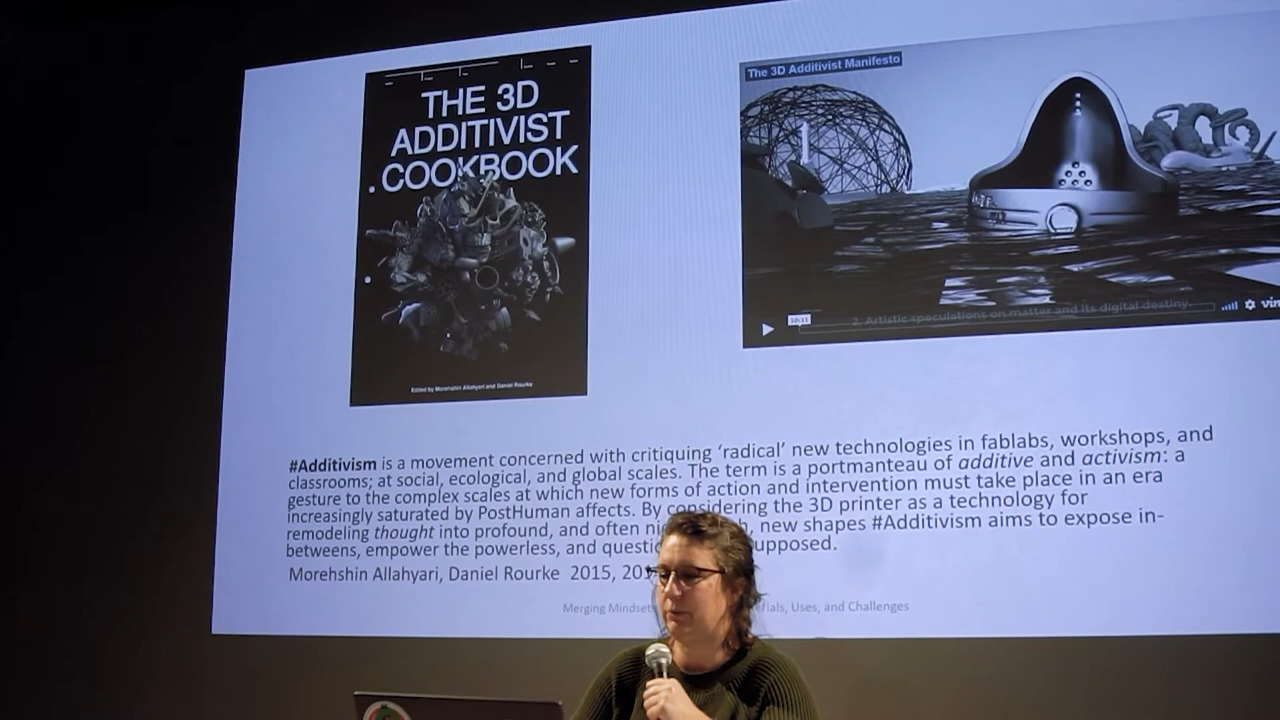 THE 3D
ADDITIVIST
.COOKBOOK
Edited by Morehshin Allahyari and Daniel Rourke
The 3D Additivist Manifesto
2. Artistic speculations on matter and its digital destiny.
10:11
vim
#Additivism is a movement concerned with critiquing ‘radical’ new technologies in fablabs, workshops, and
classrooms; at social, ecological, and global scales. The term is a portmanteau of additive and activism: a
gesture to the complex scales at which new forms of action and intervention must take place in an era
increasingly saturated by PostHuman affects. By considering the 3D printer as a technology for
remodeling thought into profound, and often new shapes #Additivism aims to expose in-
betweens, empower the powerless, and
Morehshin Allahyari, Daniel Rourke 2015,
Merging Uses, and Challenges